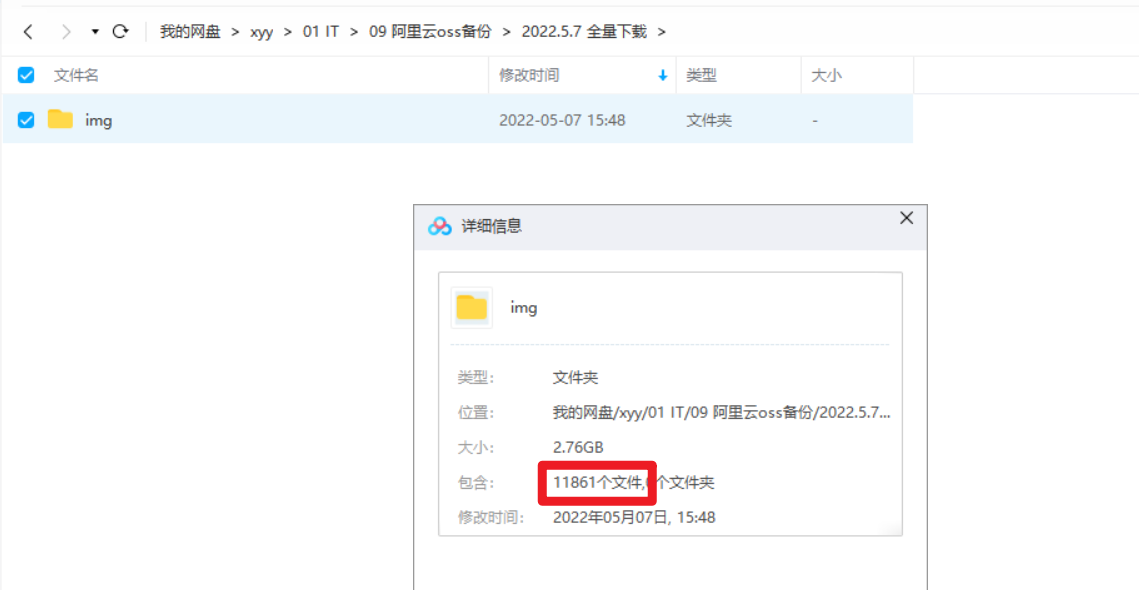 我的网盘 > xyy > 01 IT > 09 阿里云oss备份 > 2022.5.7 全量下载 >
文件名 修改时间 类型 大小
img 2022-05-07 15:48 文件夹 -
详细信息
img
类型: 文件夹
位置: 我的网盘/xyy/01 IT/09 阿里云oss备份/2022.5.7...
大小: 2.76GB
包含: 11861个文件,个文件夹
修改时间: 2022年05月07日, 15:48